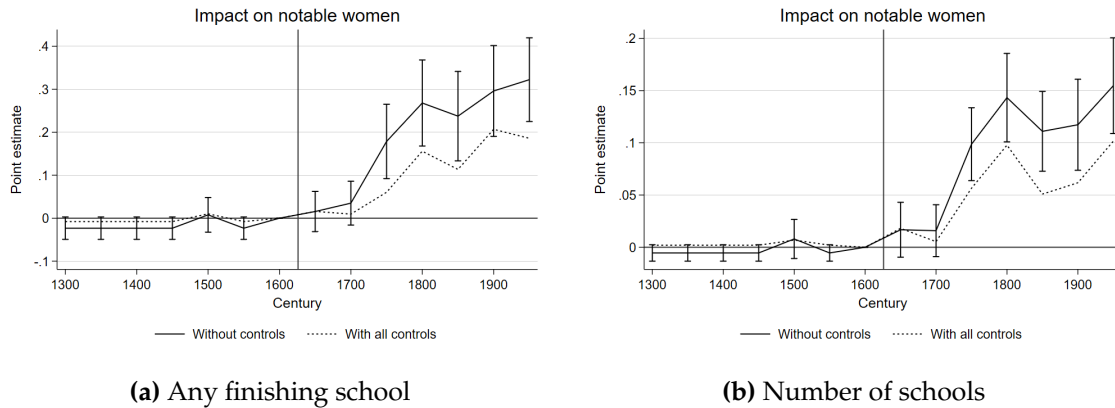 Impact on notable women
.4
.3
.2
.1
0
-.1
Point estimate
1300 1400 1500 1600 1700 1800 1900
Century
Without controls With all controls
(a) Any finishing school
Impact on notable women
.2
.15
.1
.05
0
Point estimate
1300 1400 1500 1600 1700 1800 1900
Century
Without controls With all controls
(b) Number of schools